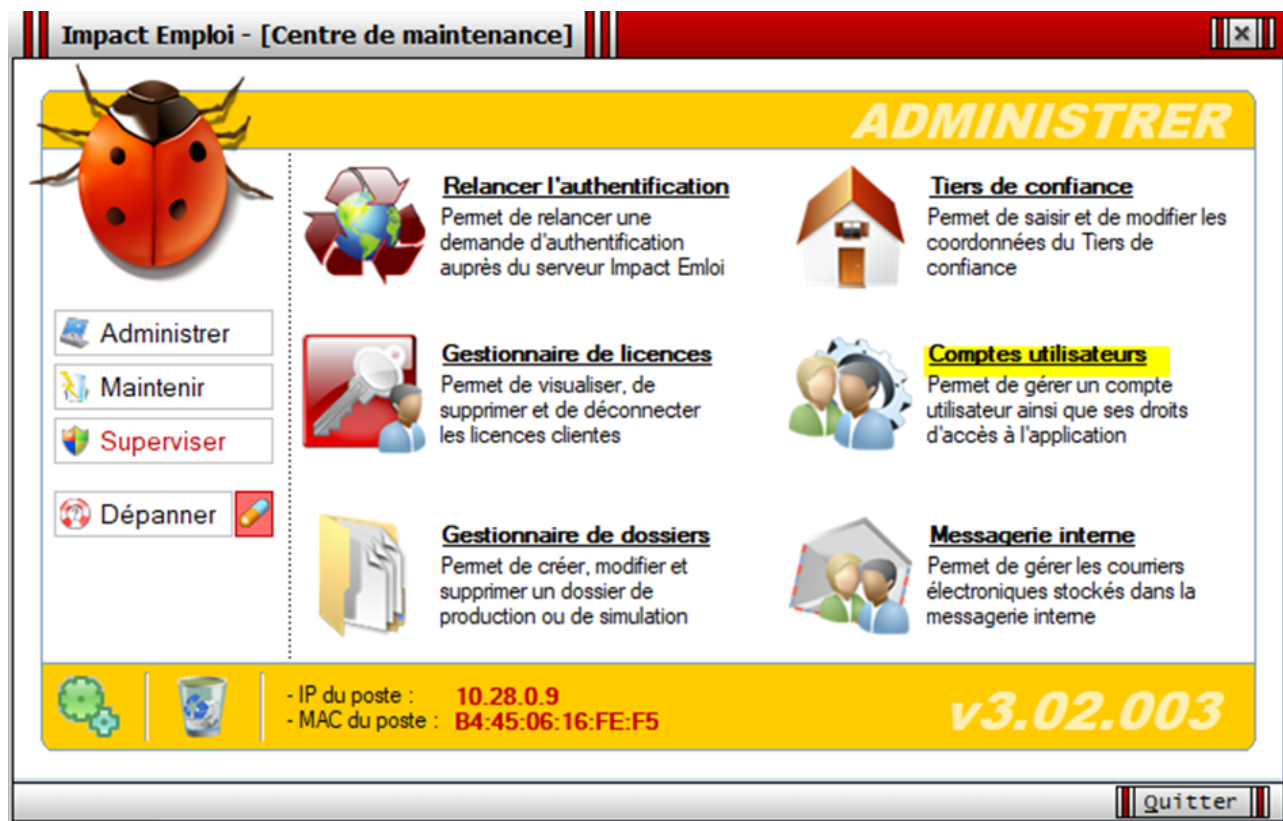 Impact Emploi - [Centre de maintenance]
ADMINISTRER
Relancer l'authentification
Permet de relancer une
demande d'authentification
auprès du serveur Impact Emloi
Tiers de confiance
Permet de saisir et de modifier les
coordonnées du Tiers de
confiance
Administrer
Maintenir
Superviser
Dépanner
Gestionnaire de licences
Permet de visualiser, de
supprimer et de déconnecter
les licences clientes
Comptes utilisateurs
Permet de gérer un compte
utilisateur ainsi que ses droits
d'accès à l'application
Gestionnaire de dossiers
Permet de créer, modifier et
supprimer un dossier de
production ou de simulation
Messagerie interne
Permet de gérer les courriers
électroniques stockés dans la
messagerie interne
- IP du poste : 10.28.0.9
- MAC du poste : B4:45:06:16:FE:F5
v3.02.003
Quitter